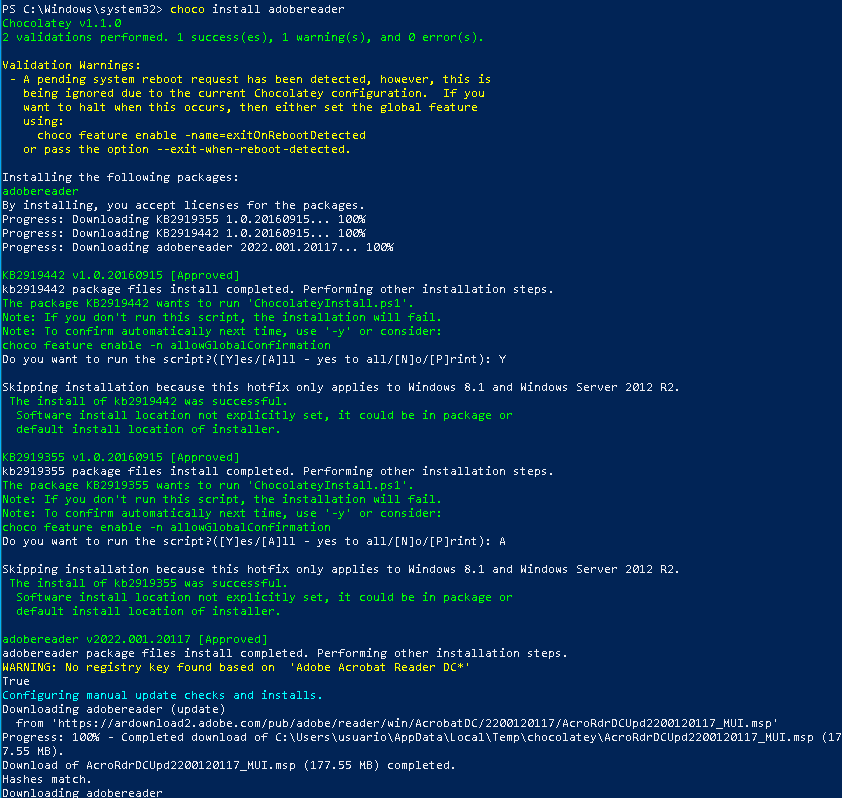 PS C:\Windows\system32> choco install adobereader
Chocolatey v1.1.0
2 validations performed. 1 success(es), 1 warning(s), and 0 error(s).
Validation Warnings:
 - A pending system reboot request has been detected, however, this is
   being ignored due to the current Chocolatey configuration.  If you
   want to halt when this occurs, then either set the global feature
   using:
     choco feature enable -name=exitOnRebootDetected
   or pass the option --exit-when-reboot-detected.
Installing the following packages:
adobereader
By installing, you accept licenses for the packages.
Progress: Downloading KB2919355 1.0.20160915... 100%
Progress: Downloading KB2919442 1.0.20160915... 100%
Progress: Downloading adobereader 2022.001.20117... 100%
KB2919442 v1.0.20160915 [Approved]
kb2919442 package files install completed. Performing other installation steps.
The package KB2919442 wants to run 'ChocolateyInstall.ps1'.
Note: If you don't run this script, the installation will fail.
Note: To confirm automatically next time, use '-y' or consider:
choco feature enable -n allowGlobalConfirmation
Do you want to run the script?([Y]es/[A]ll - yes to all/[N]o/[P]rint): Y
Skipping installation because this hotfix only applies to Windows 8.1 and Windows Server 2012 R2.
 The install of kb2919442 was successful.
  Software install location not explicitly set, it could be in package or
  default install location of installer.
KB2919355 v1.0.20160915 [Approved]
kb2919355 package files install completed. Performing other installation steps.
The package KB2919355 wants to run 'ChocolateyInstall.ps1'.
Note: If you don't run this script, the installation will fail.
Note: To confirm automatically next time, use '-y' or consider:
choco feature enable -n allowGlobalConfirmation
Do you want to run the script?([Y]es/[A]ll - yes to all/[N]o/[P]rint): A
Skipping installation because this hotfix only applies to Windows 8.1 and Windows Server 2012 R2.
 The install of kb2919355 was successful.
  Software install location not explicitly set, it could be in package or
  default install location of installer.
adobereader v2022.001.20117 [Approved]
adobereader package files install completed. Performing other installation steps.
WARNING: No registry key found based on  'Adobe Acrobat Reader DC*'
True
Configuring manual update checks and installs.
Downloading adobereader (update)
  from 'https://ardownload2.adobe.com/pub/adobe/reader/win/AcrobatDC/2200120117/AcroRdrDCUpd2200120117_MUI.msp'
Progress: 100% - Completed download of C:\Users\usuario\AppData\Local\Temp\chocolatey\AcroRdrDCUpd2200120117_MUI.msp (17
7.55 MB).
Download of AcroRdrDCUpd2200120117_MUI.msp (177.55 MB) completed.
Hashes match.
Downloading adobereader